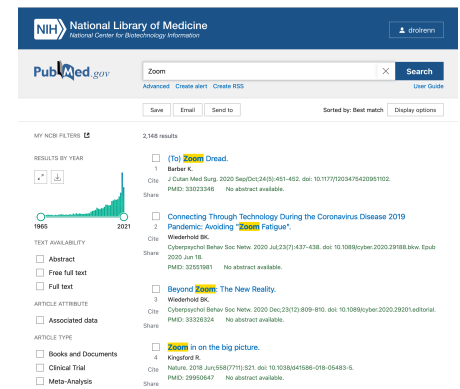 NIH National Library of Medicine
National Center for Biotechnology Information
drolrenn
PubMed.gov
Zoom
Search
Advanced Create alert Create RSS
User Guide
Save Email Send to
Sorted by: Best match Display options
MY NCBI FILTERS
2,148 results
RESULTS BY YEAR
1965 2021
TEXT AVAILABILITY
Abstract
Free full text
Full text
ARTICLE ATTRIBUTE
Associated data
ARTICLE TYPE
Books and Documents
Clinical Trial
Meta-Analysis
(To) Zoom Dread.
1 Barker K.
Cite J Cutan Med Surg. 2020 Sep/Oct;24(5):451-452. doi: 10.1177/1203475420951102.
PMID: 33023346 No abstract available.
Share
Connecting Through Technology During the Coronavirus Disease 2019
2 Pandemic: Avoiding "Zoom Fatigue".
Wiederhold BK.
Cite
Cyberpsychol Behav Soc Netw. 2020 Jul;23(7):437-438. doi: 10.1089/cyber.2020.29188.bkw. Epub
Share 2020 Jun 18.
PMID: 32551981 No abstract available.
Beyond Zoom: The New Reality.
3 Wiederhold BK.
Cite Cyberpsychol Behav Soc Netw. 2020 Dec;23(12):809-810. doi: 10.1089/cyber.2020.29201.editorial.
PMID: 33326324 No abstract available.
Share
Zoom in on the big picture.
4 Kingsford R.
Cite Nature. 2018 Jun;558(7711):S21. doi: 10.1038/d41586-018-05483-5.
PMID: 29950647 No abstract available.
Share